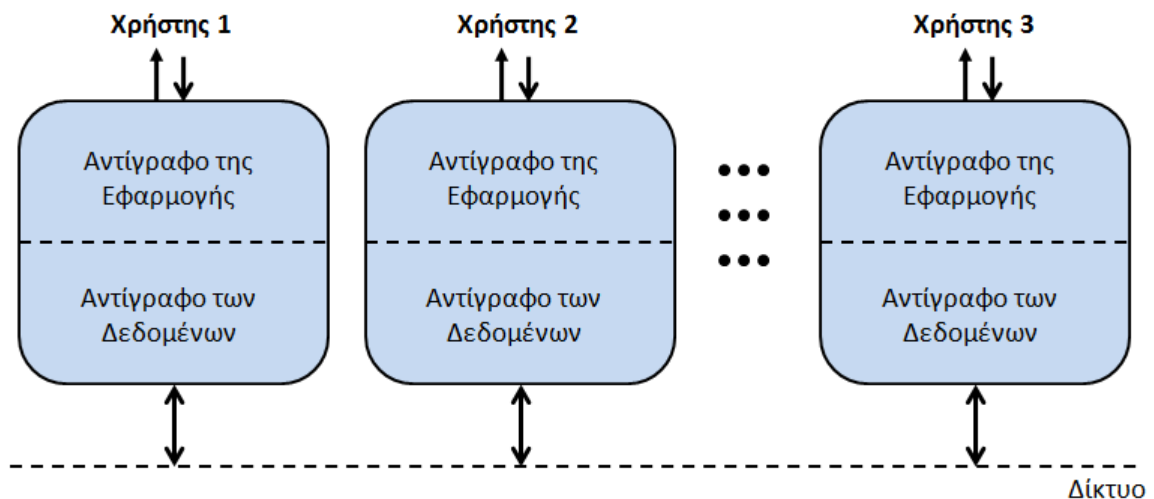 Χρήστης 1
Χρήστης 2
Χρήστης 3
Αντίγραφο της
Εφαρμογής
Αντίγραφο των
Δεδομένων
Αντίγραφο της
Εφαρμογής
Αντίγραφο των
Δεδομένων
Αντίγραφο της
Εφαρμογής
Αντίγραφο των
Δεδομένων
Δίκτυο